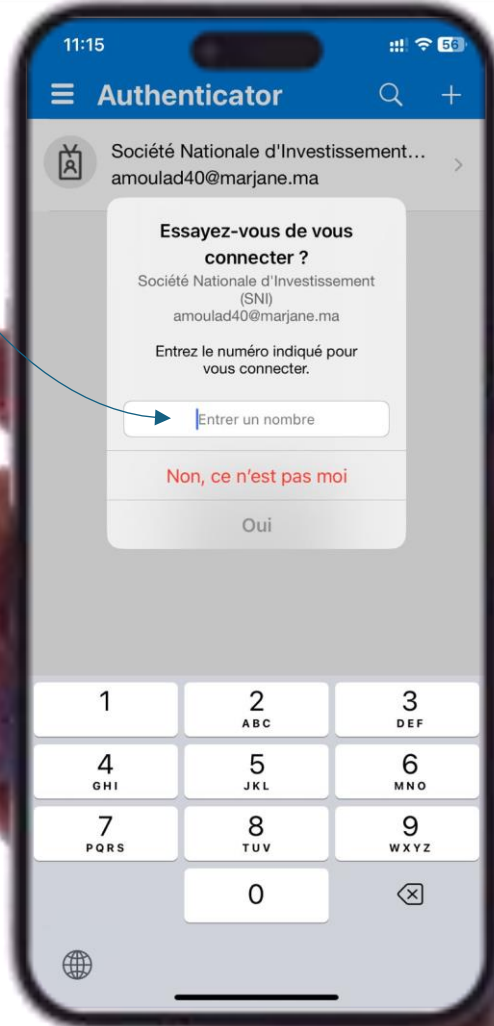 11:15
56
Authenticator
Société Nationale d'Investissement...
amoulad40@marjane.ma
Essayez-vous de vous
connecter ?
Société Nationale d'Investissement
(SNI)
amoulad40@marjane.ma
Entrez le numéro indiqué pour
vous connecter.
Entrer un nombre
Non, ce n'est pas moi
Oui
1 2 3
ABC DEF
4 5 6
GHI JKL MNO
7 8 9
PQRS TUV WXYZ
0